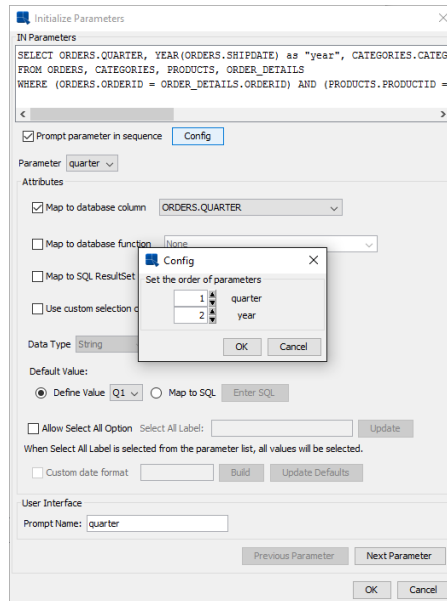 Initialize Parameters
IN Parameters
SELECT ORDERS.QUARTER, YEAR(ORDERS.SHIPDATE) as "year", CATEGORIES.CATEG
FROM ORDERS, CATEGORIES, PRODUCTS, ORDER_DETAILS
WHERE (ORDERS.ORDERID = ORDER_DETAILS.ORDERID) AND (PRODUCTS.PRODUCTID =
Prompt parameter in sequence Config
Parameter quarter
Attributes
Map to database column ORDERS.QUARTER
Map to database function None
Map to SQL ResultSet
Use custom selection c
Config
Set the order of parameters
1 quarter
2 year
OK Cancel
Data Type String
Default Value:
Define Value Q1 Map to SQL Enter SQL
Allow Select All Option Select All Label: Update
When Select All Label is selected from the parameter list, all values will be selected.
Custom date format Build Update Defaults
User Interface
Prompt Name: quarter
Previous Parameter Next Parameter
OK Cancel